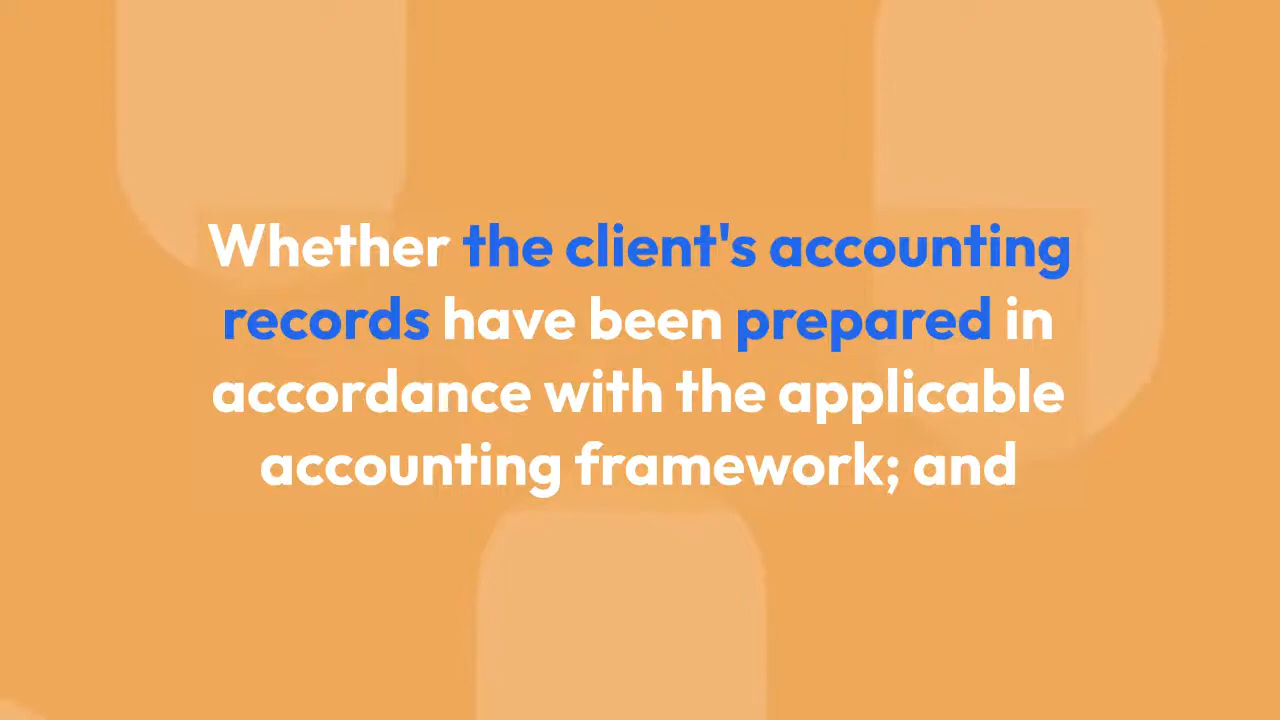 Whether the client's accounting
records have been prepared in
accordance with the applicable
accounting framework; and